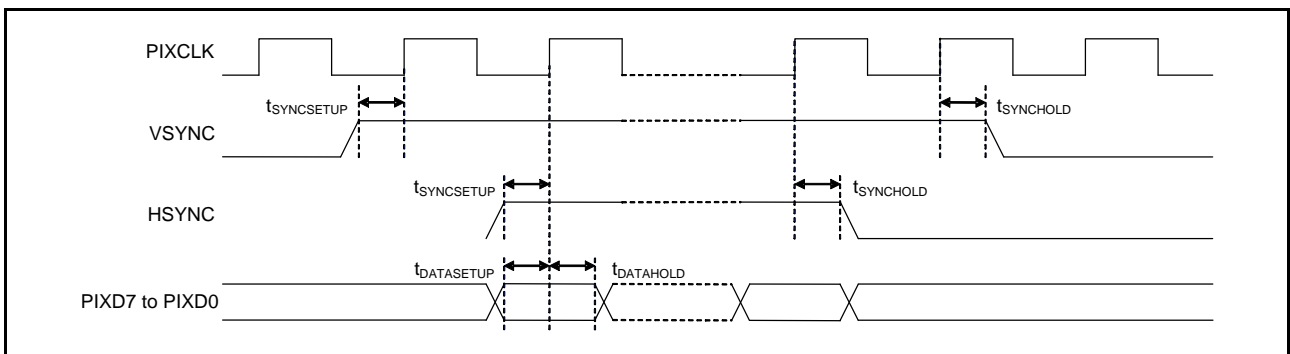 PIXCLK
tSYNCSETUP
tSYNCHOLD
VSYNC
tSYNCSETUP
tSYNCHOLD
HSYNC
tDATASETUP
tDATAHOLD
PIXD7 to PIXD0